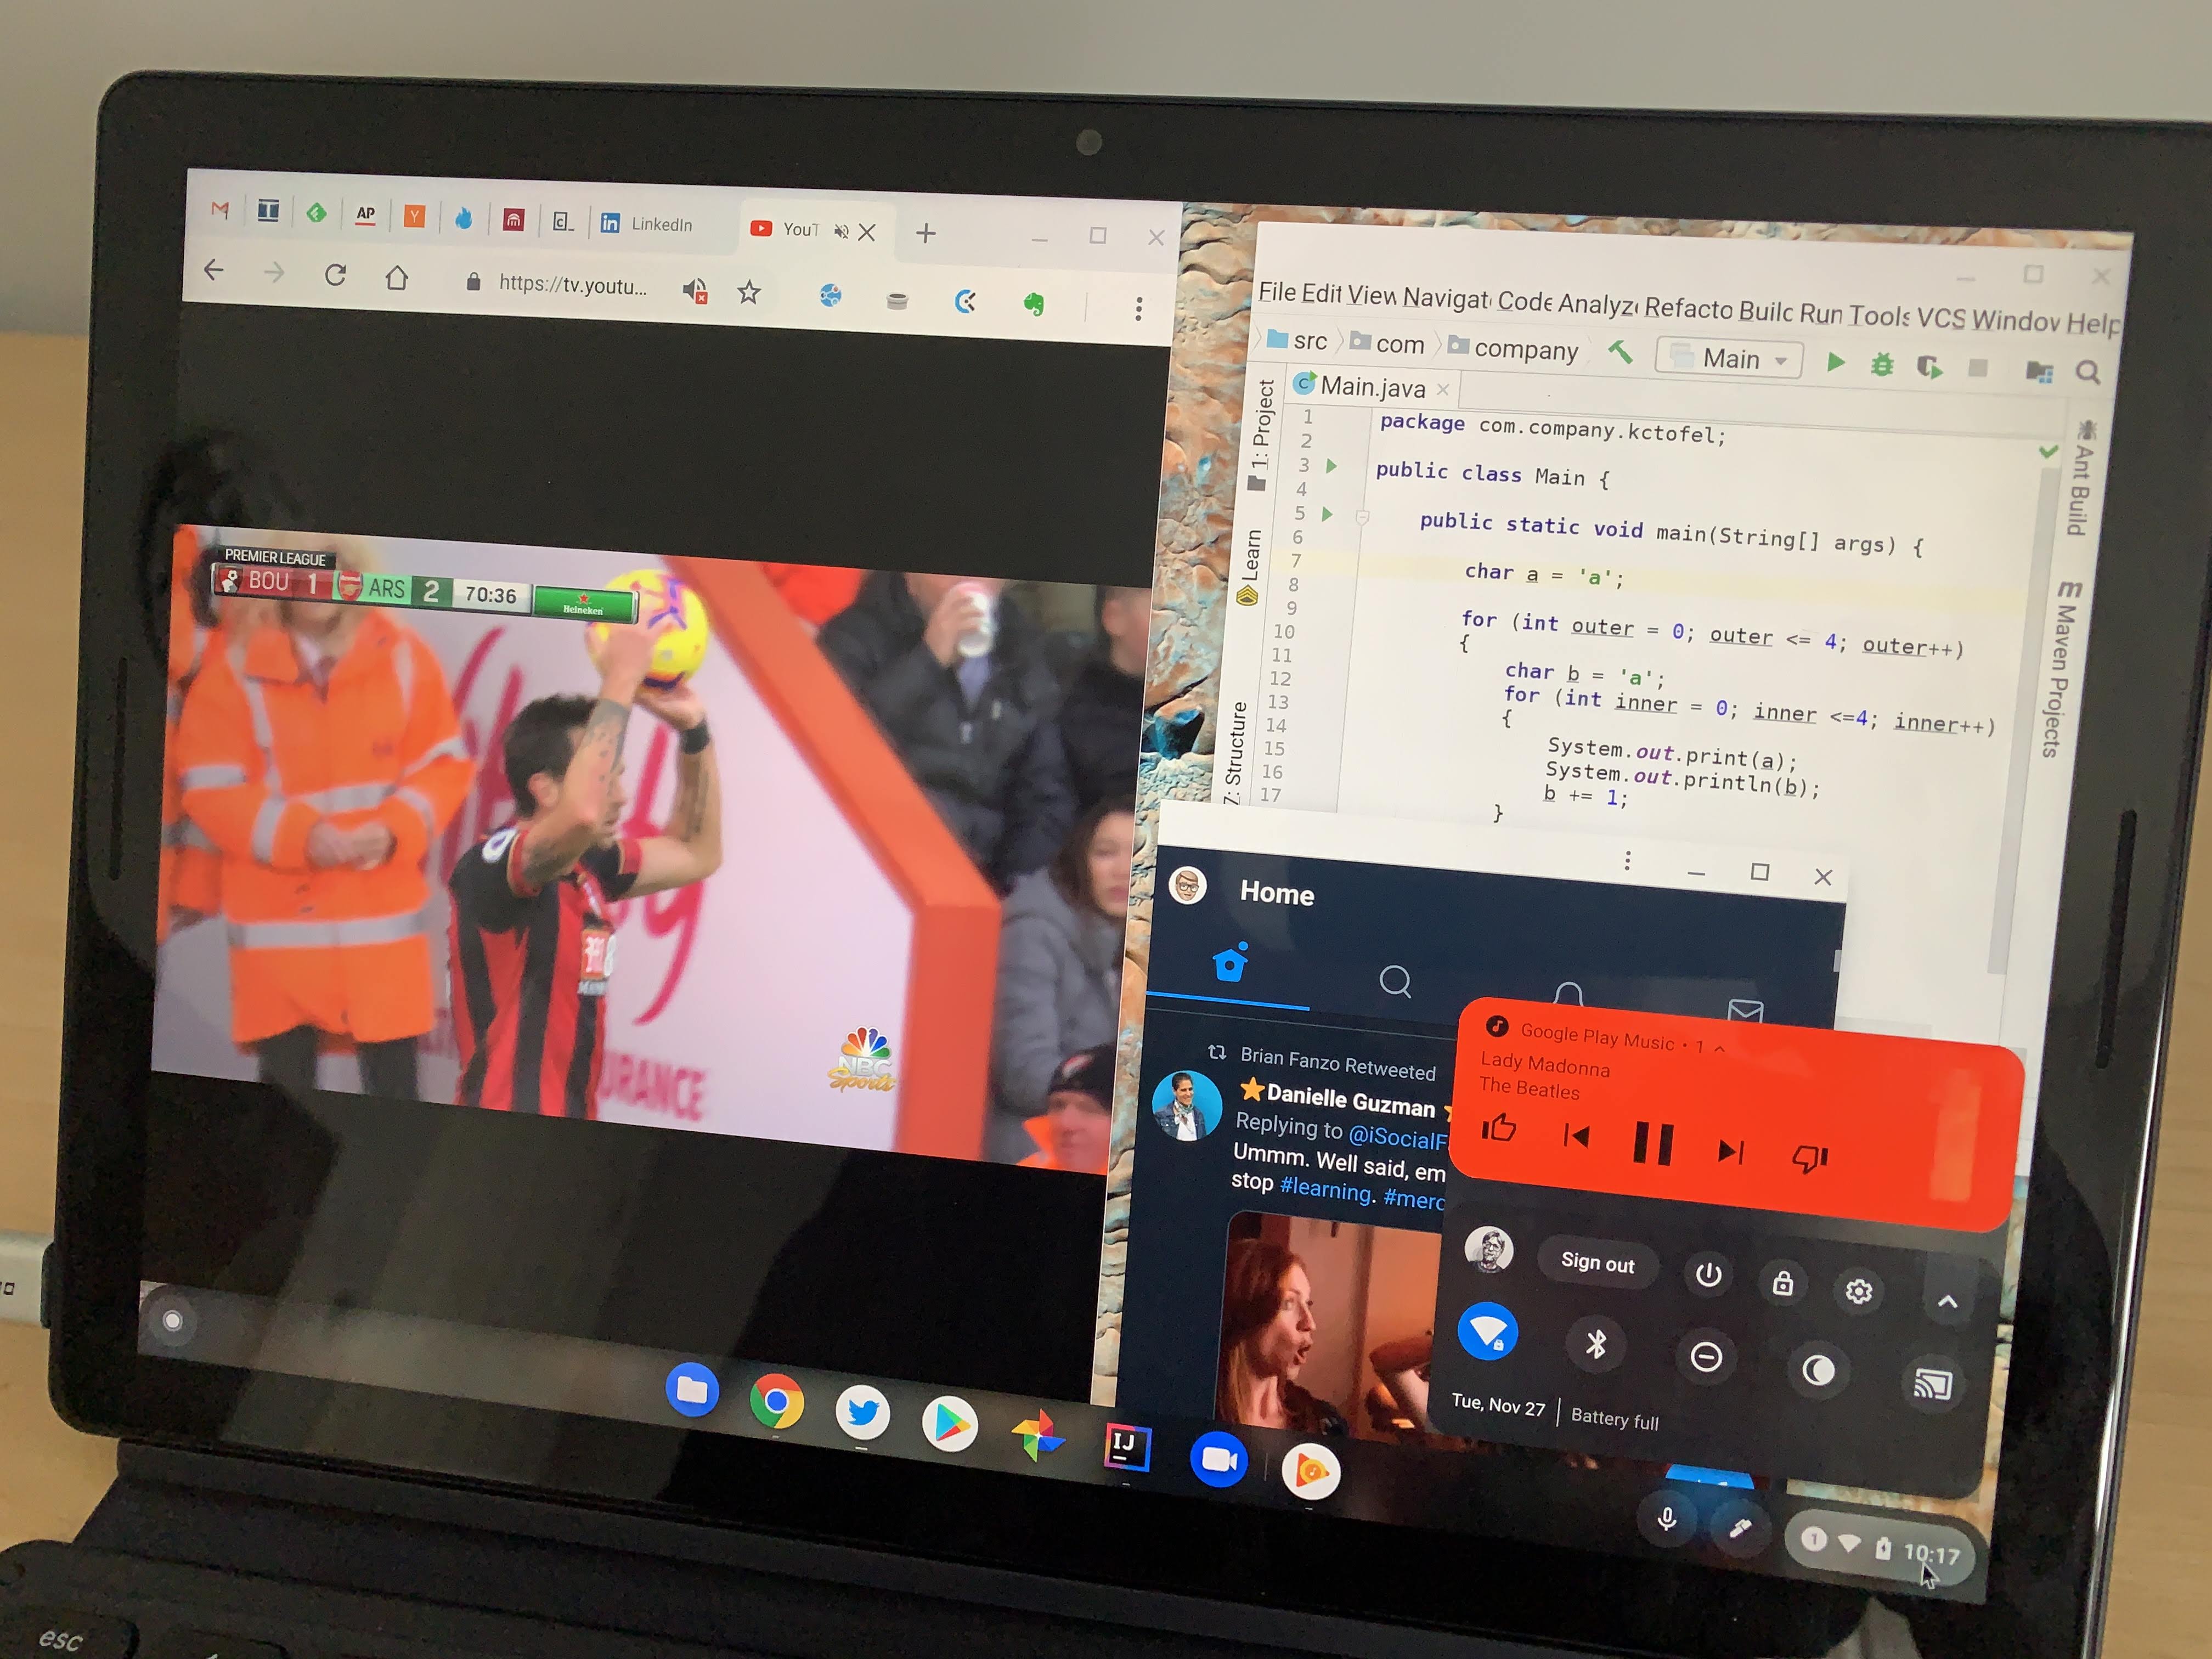 AP
Y
LinkedIn
YouT
https://tv.youtu...
PREMIER LEAGUE
BOU 1 ARS 2 70:36 Heineken
URANCE
NBC
Sports
File Edit View Navigat Code Analyz Refacto Build Run Tools VCS Window Help
src com company Main
Main.java
1: Project
Learn
7: Structure
Ant Build
m Maven Projects
1 package com.company.kctofel;
2
3 public class Main {
4
5 public static void main(String[] args) {
6
7 char a = 'a';
8
9 for (int outer = 0; outer <= 4; outer++)
10 {
11 char b = 'a';
12 for (int inner = 0; inner <=4; inner++)
13 {
14 System.out.print(a);
15 System.out.println(b);
16 b += 1;
17 }
Home
Brian Fanzo Retweeted
Danielle Guzman
Replying to @iSocialF
Ummm. Well said, em
stop #learning. #merc
Google Play Music • 1
Lady Madonna
The Beatles
Sign out
Tue, Nov 27 | Battery full
IJ
1 10:17
esc